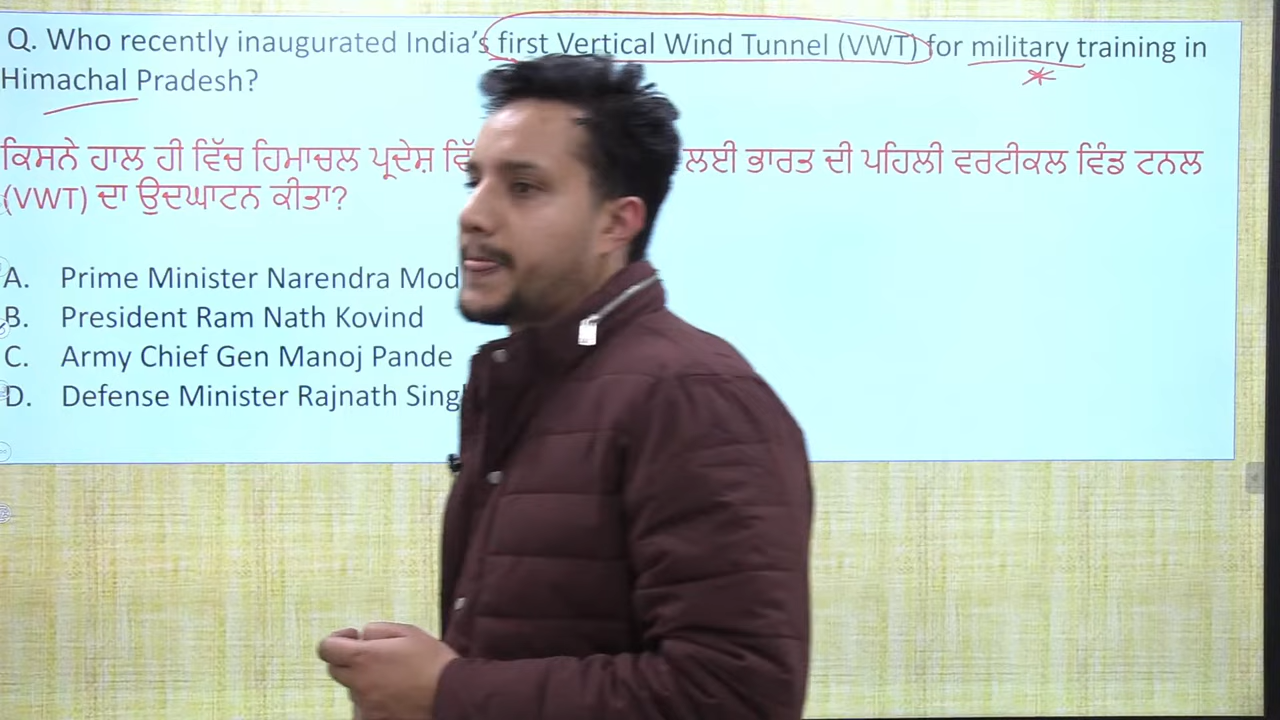 Q. Who recently inaugurated India's first Vertical Wind Tunnel (VWT) for military training in
Himachal Pradesh?
ਕਿਸਨੇ ਹਾਲ ਹੀ ਵਿੱਚ ਹਿਮਾਚਲ ਪ੍ਰਦੇਸ਼ ਲਈ ਭਾਰਤ ਦੀ ਪਹਿਲੀ ਵਰਟੀਕਲ ਵਿੰਡ ਟਨਲ
(VWT) ਦਾ ਉਦਘਾਟਨ ਕੀਤਾ?
A. Prime Minister Narendra Mod
B. President Ram Nath Kovind
C. Army Chief Gen Manoj Pande
D. Defense Minister Rajnath Sing